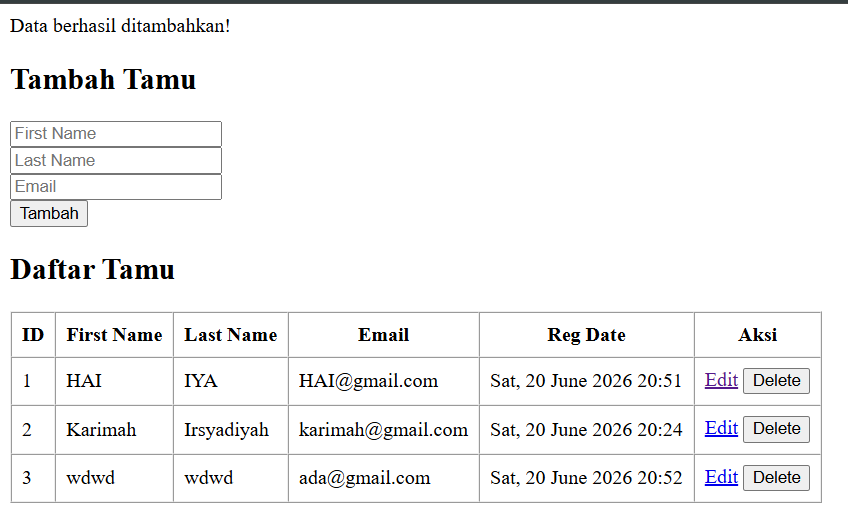 Data berhasil ditambahkan!
Tambah Tamu
First Name
Last Name
Email
Tambah
Daftar Tamu
ID First Name Last Name Email Reg Date Aksi
1 HAI IYA HAI@gmail.com Sat, 20 June 2026 20:51 Edit Delete
2 Karimah Irsyadiyah karimah@gmail.com Sat, 20 June 2026 20:24 Edit Delete
3 wdwd wdwd ada@gmail.com Sat, 20 June 2026 20:52 Edit Delete